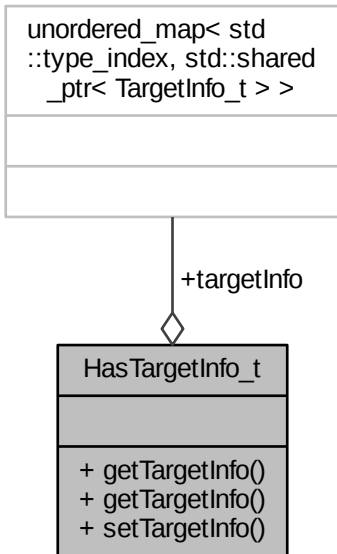 unordered_map< std
::type_index, std::shared
_ptr< TargetInfo_t > >
+targetInfo
HasTargetInfo_t
+ getTargetInfo()
+ getTargetInfo()
+ setTargetInfo()